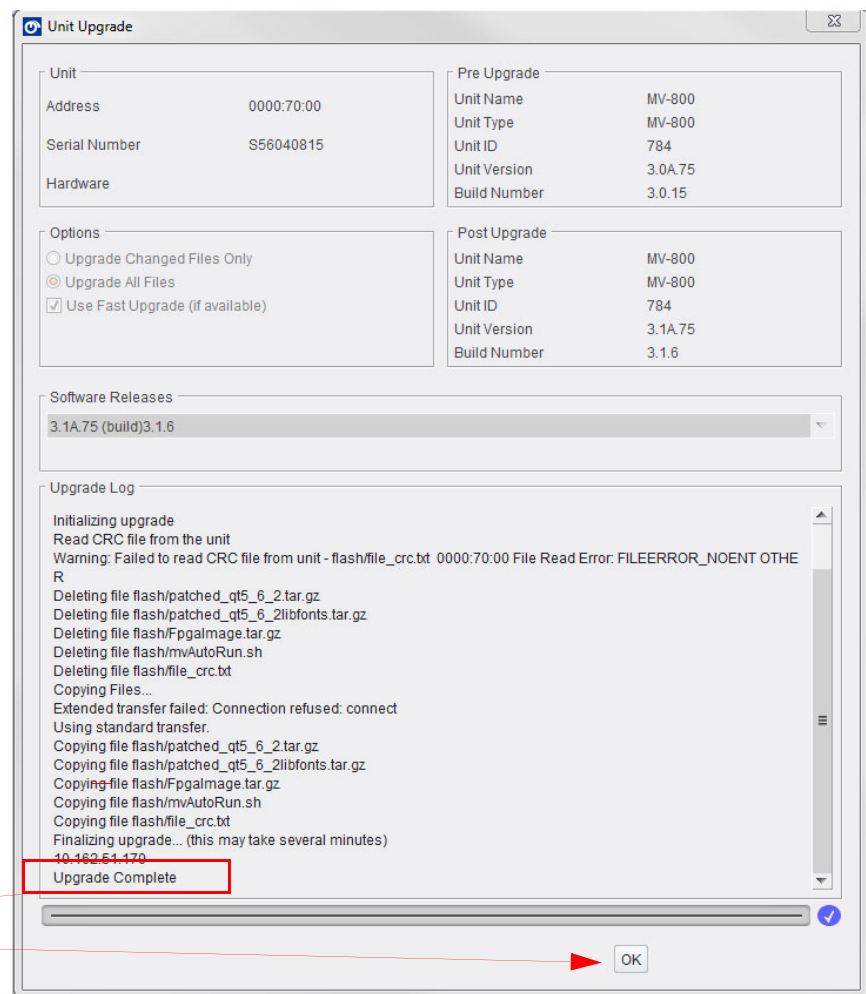 Unit Upgrade
Unit
Address 0000:70:00
Serial Number S56040815
Hardware
Pre Upgrade
Unit Name MV-800
Unit Type MV-800
Unit ID 784
Unit Version 3.0A.75
Build Number 3.0.15
Options
Upgrade Changed Files Only
Upgrade All Files
Use Fast Upgrade (if available)
Post Upgrade
Unit Name MV-800
Unit Type MV-800
Unit ID 784
Unit Version 3.1A.75
Build Number 3.1.6
Software Releases
3.1A.75 (build)3.1.6
Upgrade Log
Initializing upgrade
Read CRC file from the unit
Warning: Failed to read CRC file from unit - flash/file_crc.txt 0000:70:00 File Read Error: FILEERROR_NOENT OTHE
R
Deleting file flash/patched_qt5_6_2.tar.gz
Deleting file flash/patched_qt5_6_2libfonts.tar.gz
Deleting file flash/FpgaImage.tar.gz
Deleting file flash/mvAutoRun.sh
Deleting file flash/file_crc.txt
Copying Files...
Extended transfer failed: Connection refused: connect
Using standard transfer.
Copying file flash/patched_qt5_6_2.tar.gz
Copying file flash/patched_qt5_6_2libfonts.tar.gz
Copying file flash/FpgaImage.tar.gz
Copying file flash/mvAutoRun.sh
Copying file flash/file_crc.txt
Finalizing upgrade... (this may take several minutes)
10.162.51.170
Upgrade Complete
OK